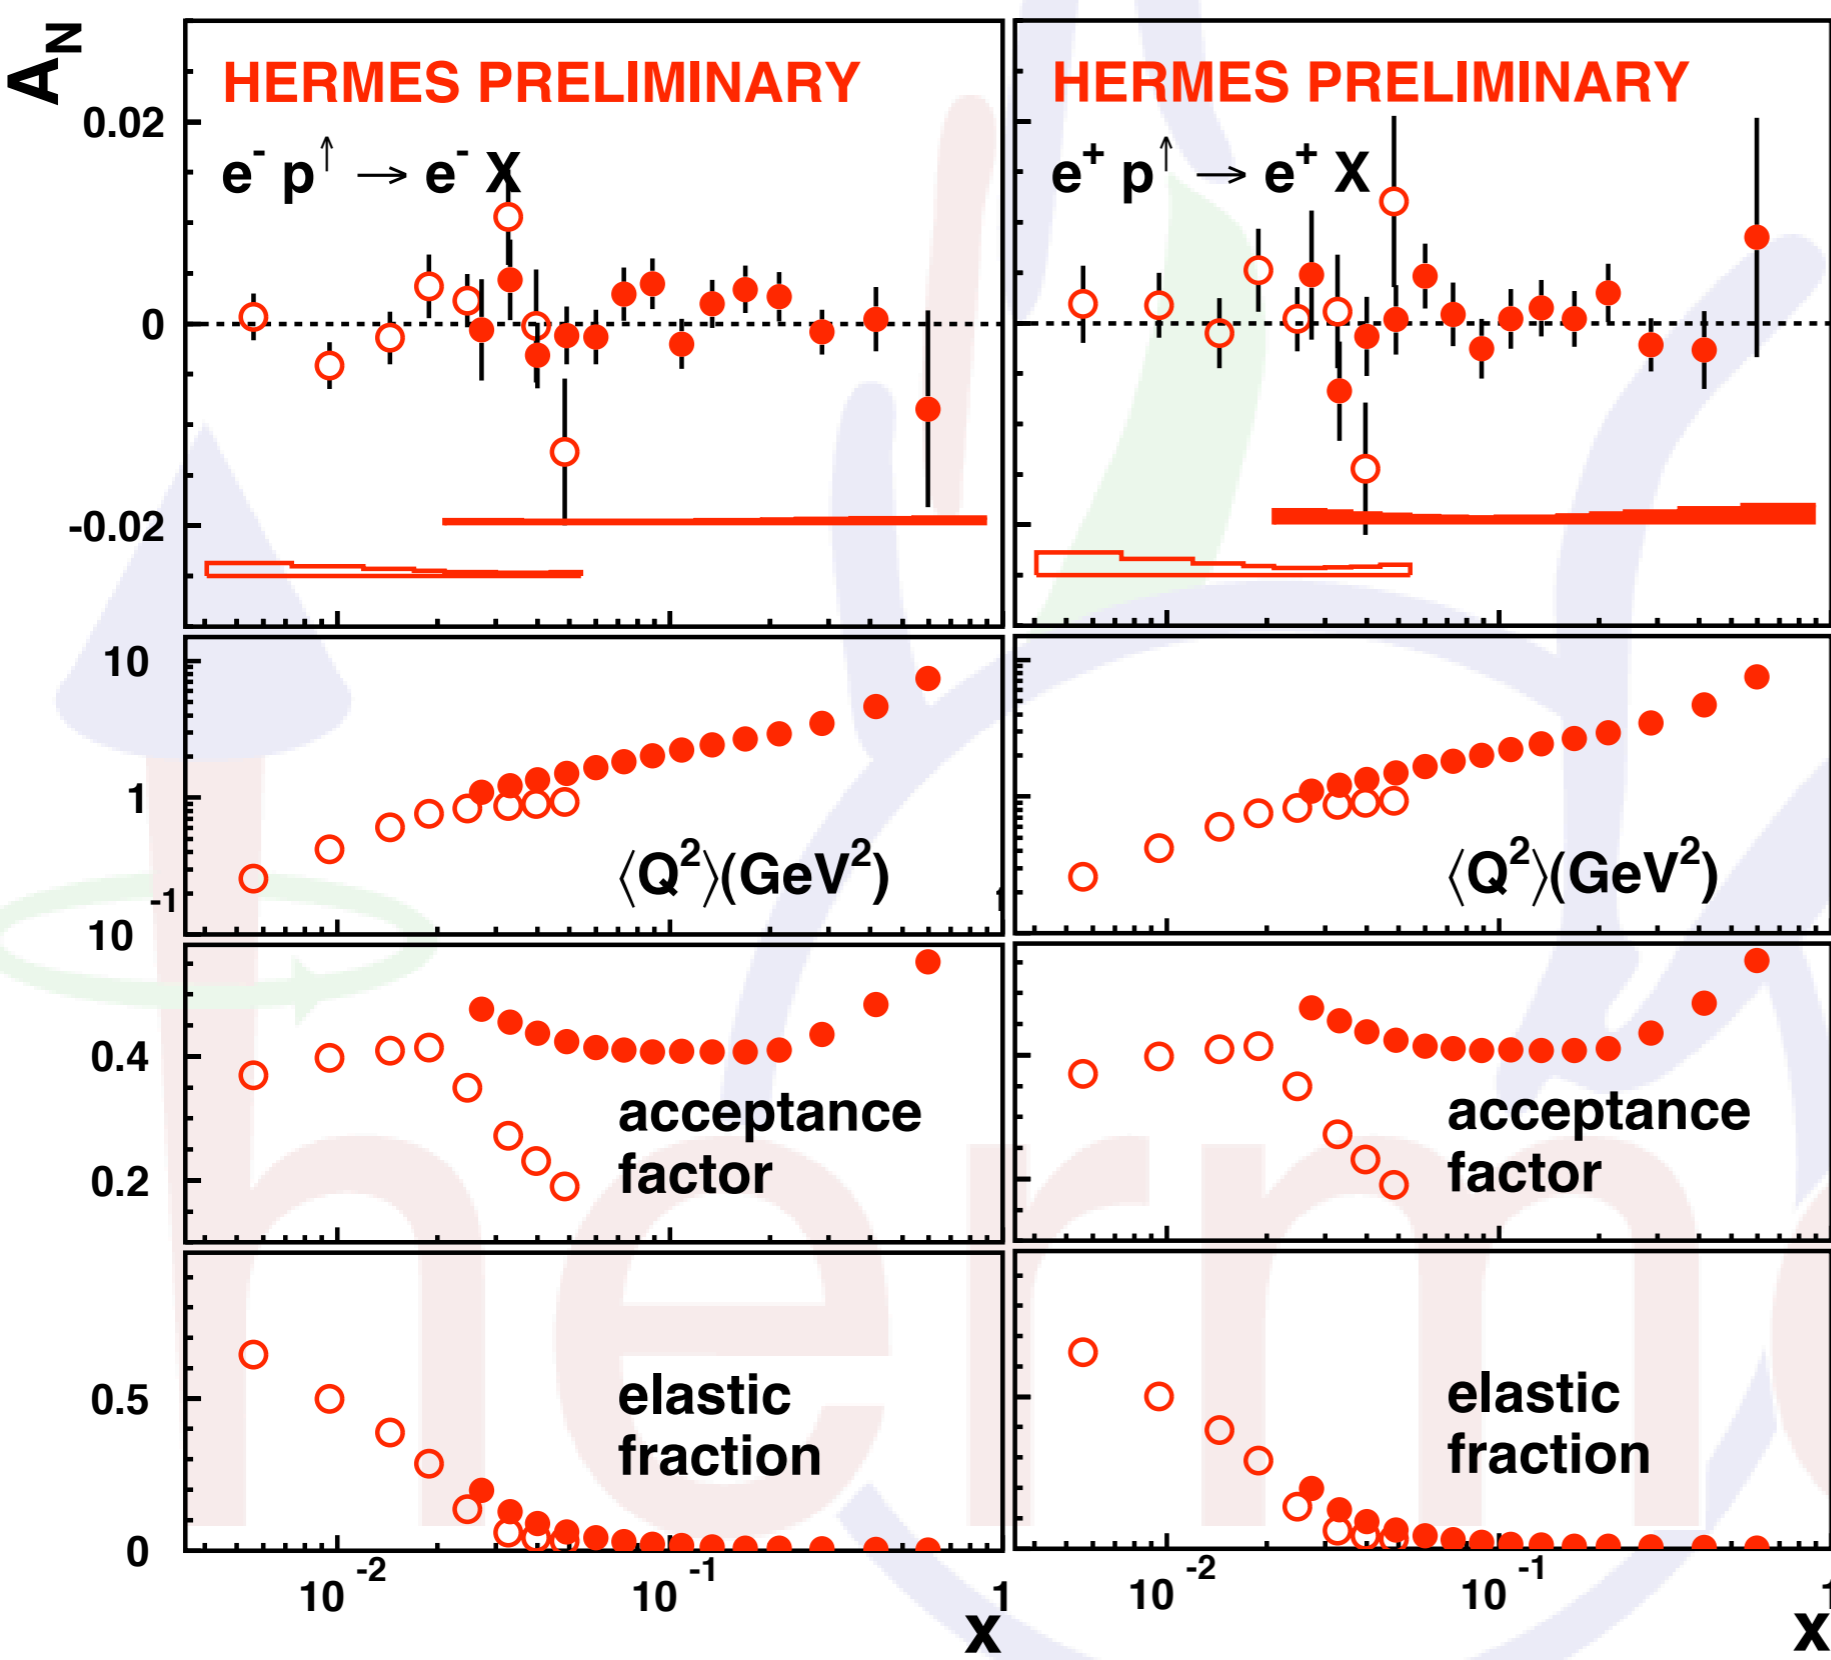 A_N
HERMES PRELIMINARY
HERMES PRELIMINARY
0.02
e⁻ p↑ → e⁻ X
e⁺ p↑ → e⁺ X
0
-0.02
10
1
⟨Q²⟩(GeV²)
⟨Q²⟩(GeV²)
10⁻¹
0.4
acceptance
factor
acceptance
factor
0.2
0.5
elastic
fraction
elastic
fraction
0
10⁻² 10⁻¹ 1
10⁻² 10⁻¹ 1
x
x
herm